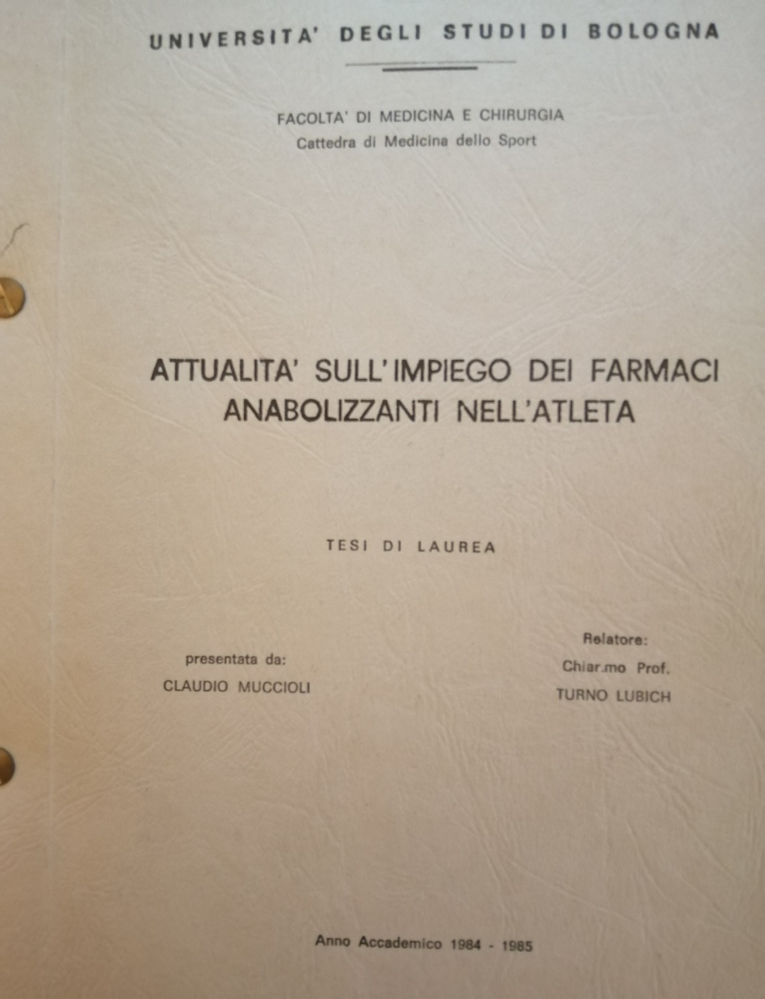 UNIVERSITA' DEGLI STUDI DI BOLOGNA
FACOLTA' DI MEDICINA E CHIRURGIA
Cattedra di Medicina dello Sport
ATTUALITA' SULL'IMPIEGO DEI FARMACI
ANABOLIZZANTI NELL'ATLETA
TESI DI LAUREA
presentata da:
CLAUDIO MUCCIOLI
Relatore:
Chiar.mo Prof.
TURNO LUBICH
Anno Accademico 1984 - 1985